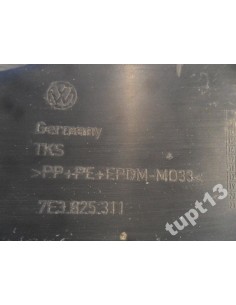 Germany
TKS
>PP+PE+EPDM-MD33<
7E3.825.311
tupt13